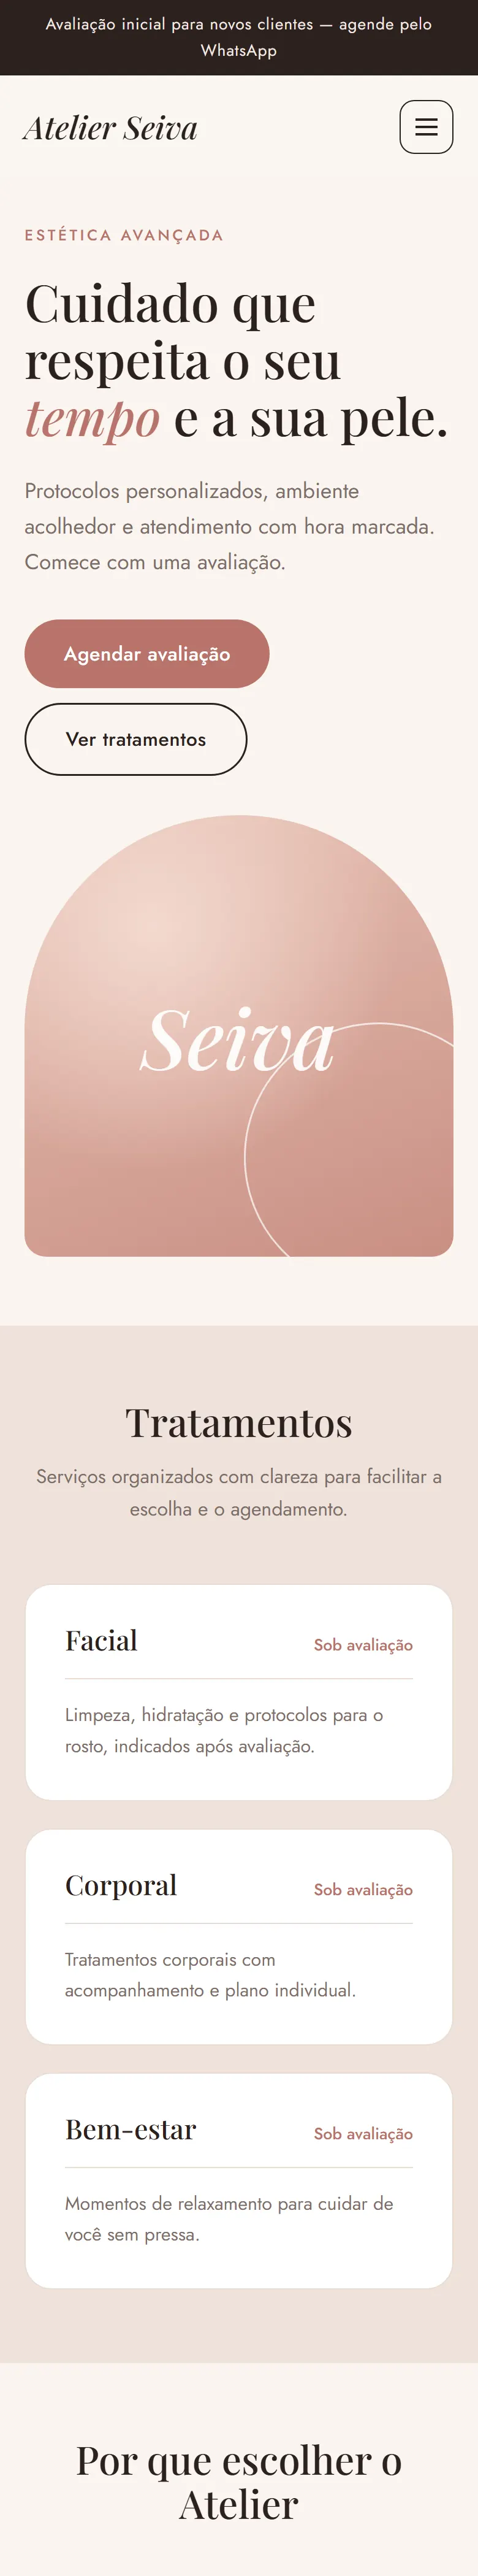 Avaliação inicial para novos clientes — agende pelo
WhatsApp
Atelier Seiva
ESTÉTICA AVANÇADA
Cuidado que
respeita o seu
tempo e a sua pele.
Protocolos personalizados, ambiente
acolhedor e atendimento com hora marcada.
Comece com uma avaliação.
Agendar avaliação
Ver tratamentos
Seiva
Tratamentos
Serviços organizados com clareza para facilitar a
escolha e o agendamento.
Facial
Sob avaliação
Limpeza, hidratação e protocolos para o
rosto, indicados após avaliação.
Corporal
Sob avaliação
Tratamentos corporais com
acompanhamento e plano individual.
Bem-estar
Sob avaliação
Momentos de relaxamento para cuidar de
você sem pressa.
Por que escolher o
Atelier